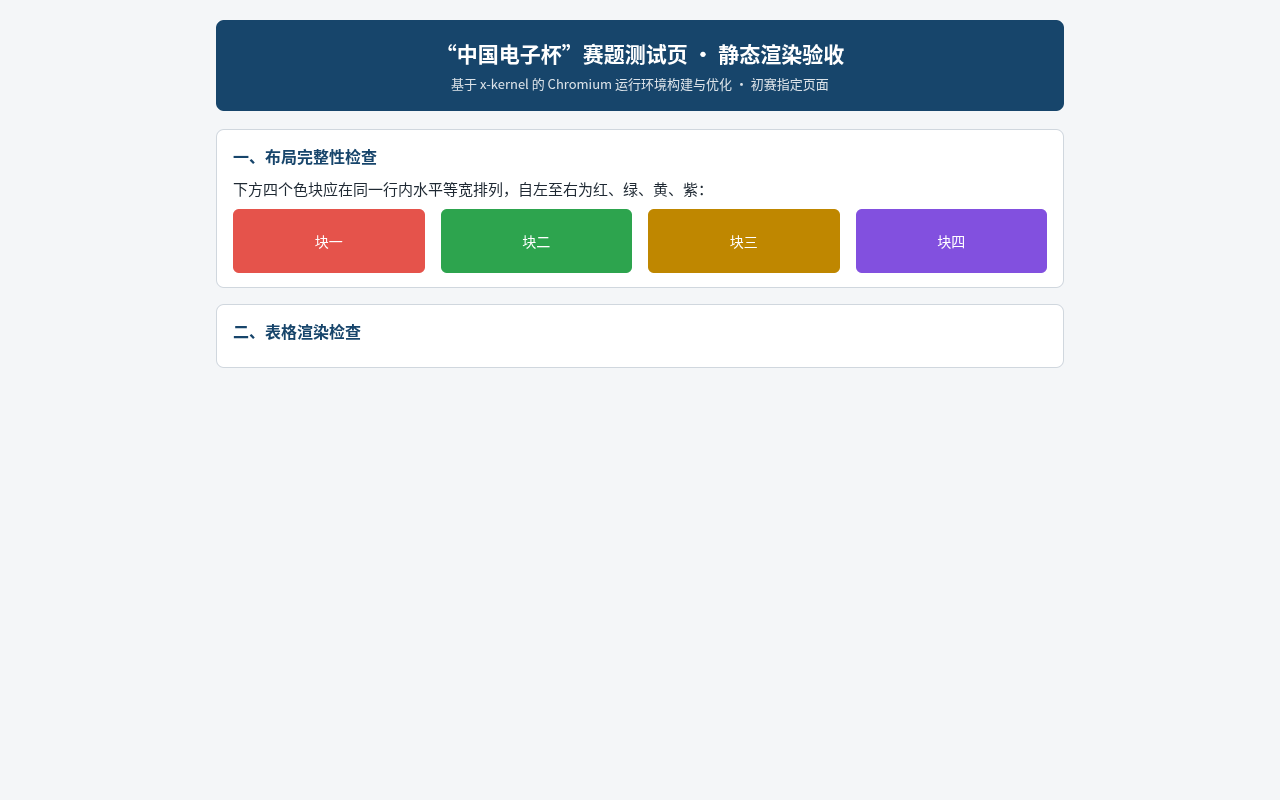 “中国电子杯”赛题测试页 · 静态渲染验收
基于 x-kernel 的 Chromium 运行环境构建与优化 · 初赛指定页面
一、布局完整性检查
下方四个色块应在同一行内水平等宽排列，自左至右为红、绿、黄、紫：
块一 块二 块三 块四
二、表格渲染检查